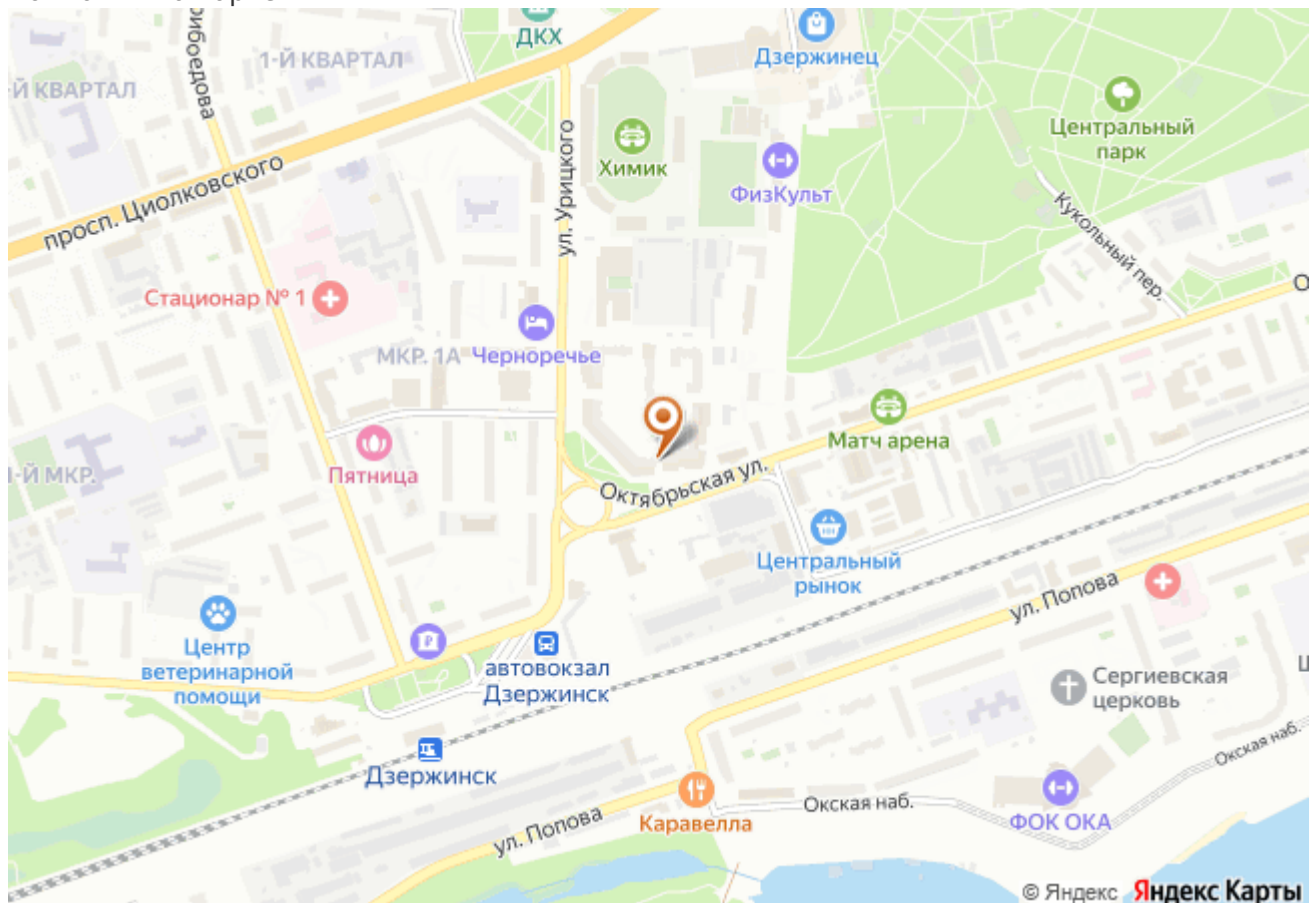 ДКХ
Дзержинец
1-Й КВАРТАЛ
-Й КВАРТАЛ
рибоедова
Центральный
парк
ул. Урицкого
Химик
ФизКульт
просп. Циолковского
Кукольный пер.
Стационар № 1
О
МКР. 1А
Черноречье
Матч арена
Пятница
-Й МКР.
Октябрьская ул.
Центральный
рынок
ул. Попова
Центр
ветеринарной
помощи
автовокзал
Дзержинск
Сергиевская
церковь
Дзержинск
Окская наб.
Окская наб.
ФОК ОКА
Каравелла
ул. Попова
© Яндекс Яндекс Карты